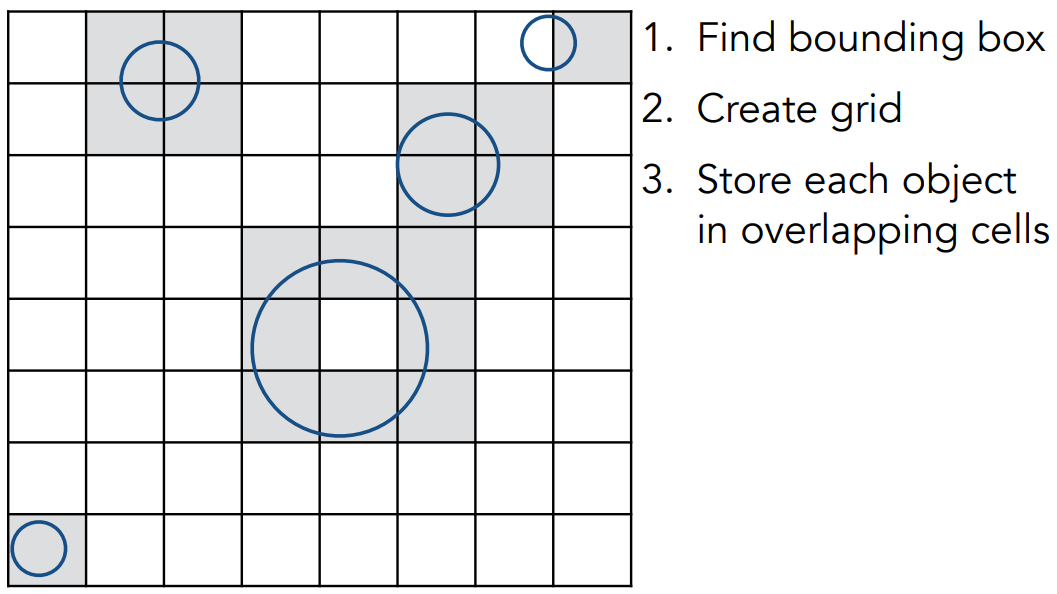 1. Find bounding box
2. Create grid
3. Store each object
in overlapping cells